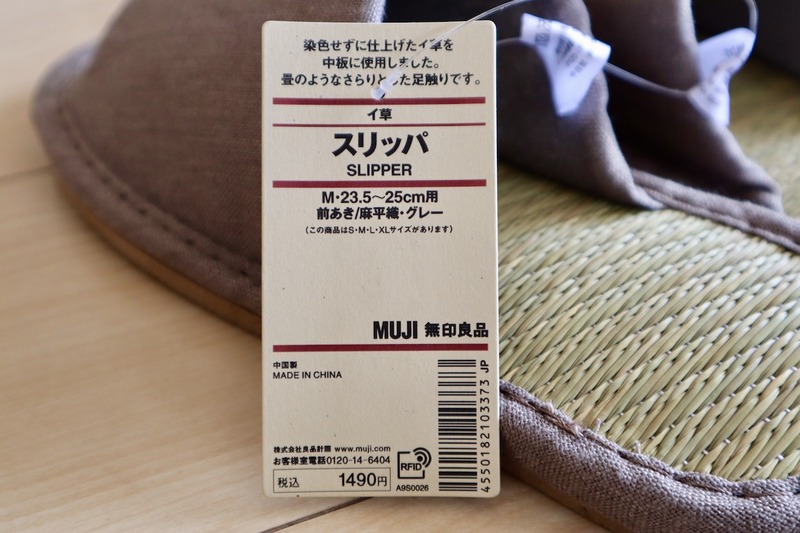 染色せずに仕上げたイ草を
中板に使用しました。
畳のようなさらりとした足触りです。
イ草
スリッパ
SLIPPER
M・23.5〜25cm用
前あき/麻平織・グレー
(この商品はS・M・L・XLサイズがあります)
MUJI 無印良品
中国製
MADE IN CHINA
株式会社良品計画 www.muji.com
お客様室電話0120-14-6404
税込 1490円
RFID
A9S0026
4550182103373 JP